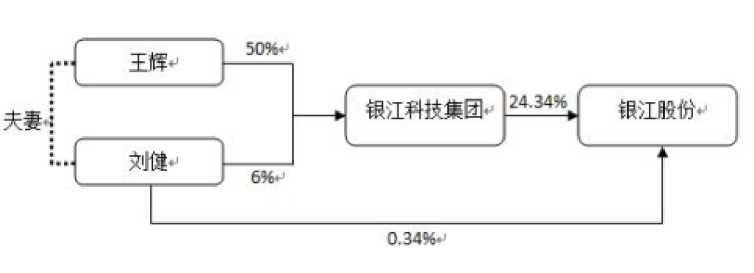 50%
王辉
夫妻
银江科技集团
24.34%
银江股份
刘健
6%
0.34%